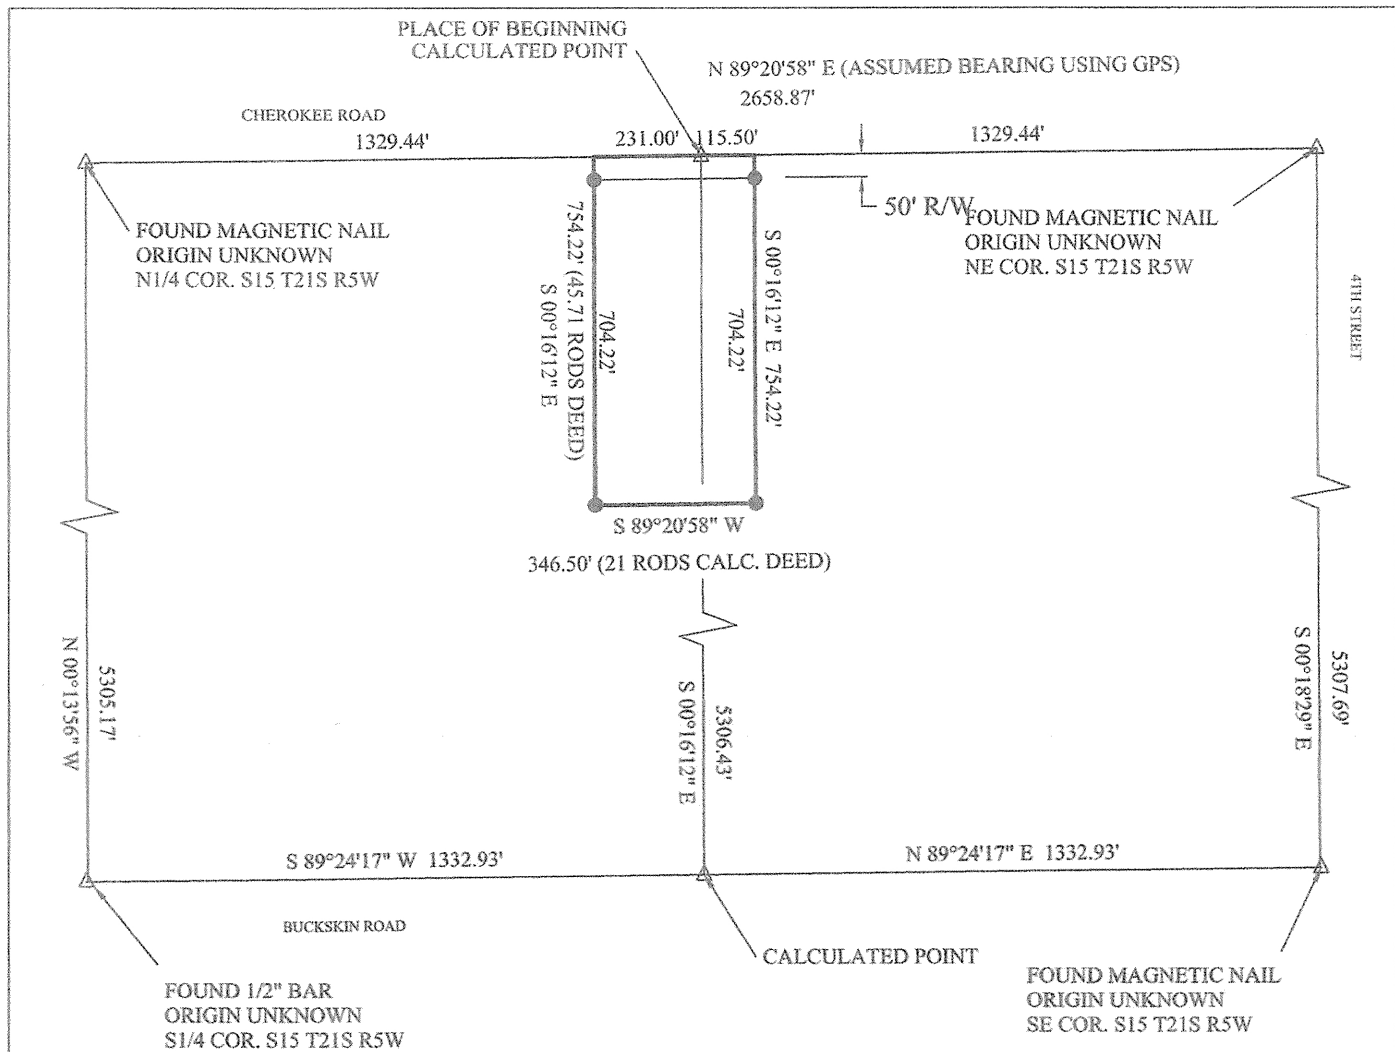 PLACE OF BEGINNING
CALCULATED POINT
N 89°20'58" E (ASSUMED BEARING USING GPS)
2658.87'
CHEROKEE ROAD
1329.44'
231.00'
115.50'
1329.44'
50' R/W
FOUND MAGNETIC NAIL
ORIGIN UNKNOWN
N1/4 COR. S15 T21S R5W
FOUND MAGNETIC NAIL
ORIGIN UNKNOWN
NE COR. S15 T21S R5W
4TH STREET
754.22' (45.71 RODS DEED)
S 00°16'12" E
704.22'
704.22'
S 00°16'12" E 754.22'
S 89°20'58" W
346.50' (21 RODS CALC. DEED)
N 00°13'56" W
5305.17'
S 00°16'12" E
5306.43'
S 00°18'29" E
5307.69'
S 89°24'17" W 1332.93'
N 89°24'17" E 1332.93'
BUCKSKIN ROAD
CALCULATED POINT
FOUND 1/2" BAR
ORIGIN UNKNOWN
S1/4 COR. S15 T21S R5W
FOUND MAGNETIC NAIL
ORIGIN UNKNOWN
SE COR. S15 T21S R5W